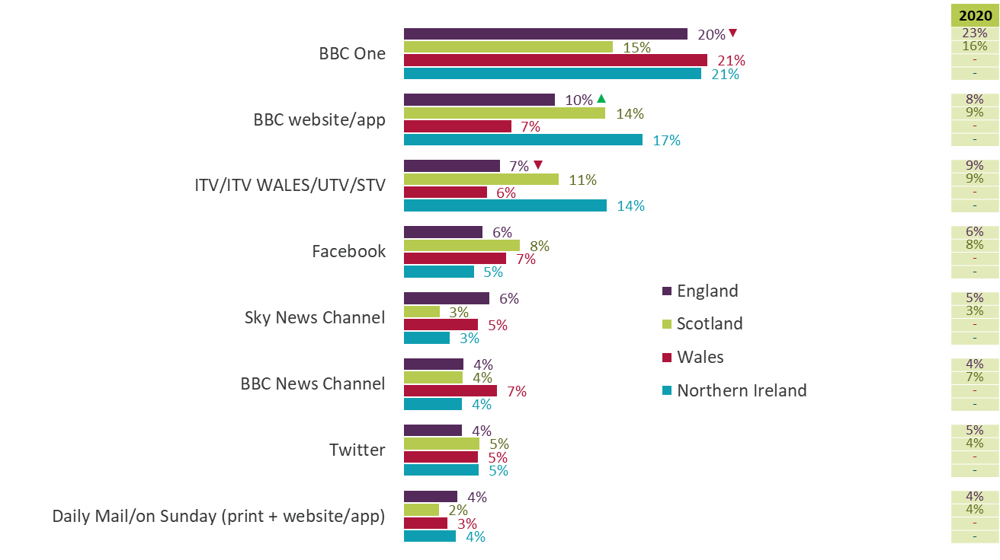 2020
BBC One
20% ▼ 23%
15% 16%
21% -
21% -
BBC website/app
10% ▲ 8%
14% 9%
7% -
17% -
ITV/ITV WALES/UTV/STV
7% ▼ 9%
11% 9%
6% -
14% -
Facebook
6% 6%
8% 8%
7% -
5% -
Sky News Channel
6% 5%
3% 3%
5% -
3% -
BBC News Channel
4% 4%
4% 7%
7% -
4% -
Twitter
4% 5%
5% 4%
5% -
5% -
Daily Mail/on Sunday (print + website/app)
4% 4%
2% 4%
3% -
4% -
England
Scotland
Wales
Northern Ireland